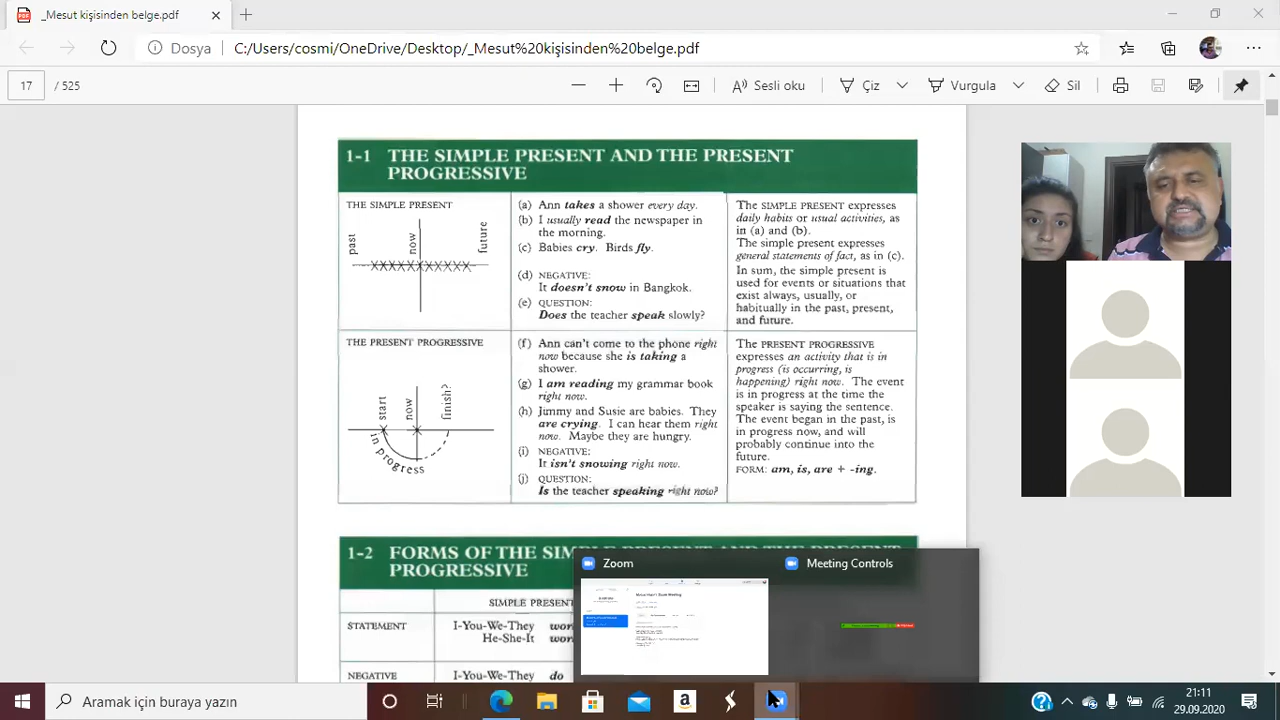 _Mesut kişisinden belge.pdf
Dosya
C:/Users/cosmi/OneDrive/Desktop/_Mesut%20kişisinden%20belge.pdf
17
/ 525
Sesli oku
Çiz
Vurgula
Sil
1-1 THE SIMPLE PRESENT AND THE PRESENT
PROGRESSIVE
THE SIMPLE PRESENT
past
now
future
(a) Ann takes a shower every day.
(b) I usually read the newspaper in
the morning.
(c) Babies cry. Birds fly.
(d) NEGATIVE:
It doesn't snow in Bangkok.
(e) QUESTION:
Does the teacher speak slowly?
The SIMPLE PRESENT expresses
daily habits or usual activities, as
in (a) and (b).
The simple present expresses
general statements of fact, as in (c).
In sum, the simple present is
used for events or situations that
exist always, usually, or
habitually in the past, present,
and future.
THE PRESENT PROGRESSIVE
start
now
finish?
in progress
(f) Ann can't come to the phone right
now because she is taking a
shower.
(g) I am reading my grammar book
right now.
(h) Jimmy and Susie are babies. They
are crying. I can hear them right
now. Maybe they are hungry.
(i) NEGATIVE:
It isn't snowing right now.
(j) QUESTION:
Is the teacher speaking right now?
The PRESENT PROGRESSIVE
expresses an activity that is in
progress (is occurring, is
happening) right now. The event
is in progress at the time the
speaker is saying the sentence.
The event began in the past, is
in progress now, and will
probably continue into the
future.
FORM: am, is, are + -ing.
1-2 FORMS OF THE SIMPLE PRESENT AND THE PRESENT
PROGRESSIVE
SIMPLE PRESENT
STATEMENT
I-You-We-They
He-She-It
NEGATIVE
I-You-We-They do
Zoom
Meeting Controls
Aramak için buraya yazın
21:11
29.09.2020